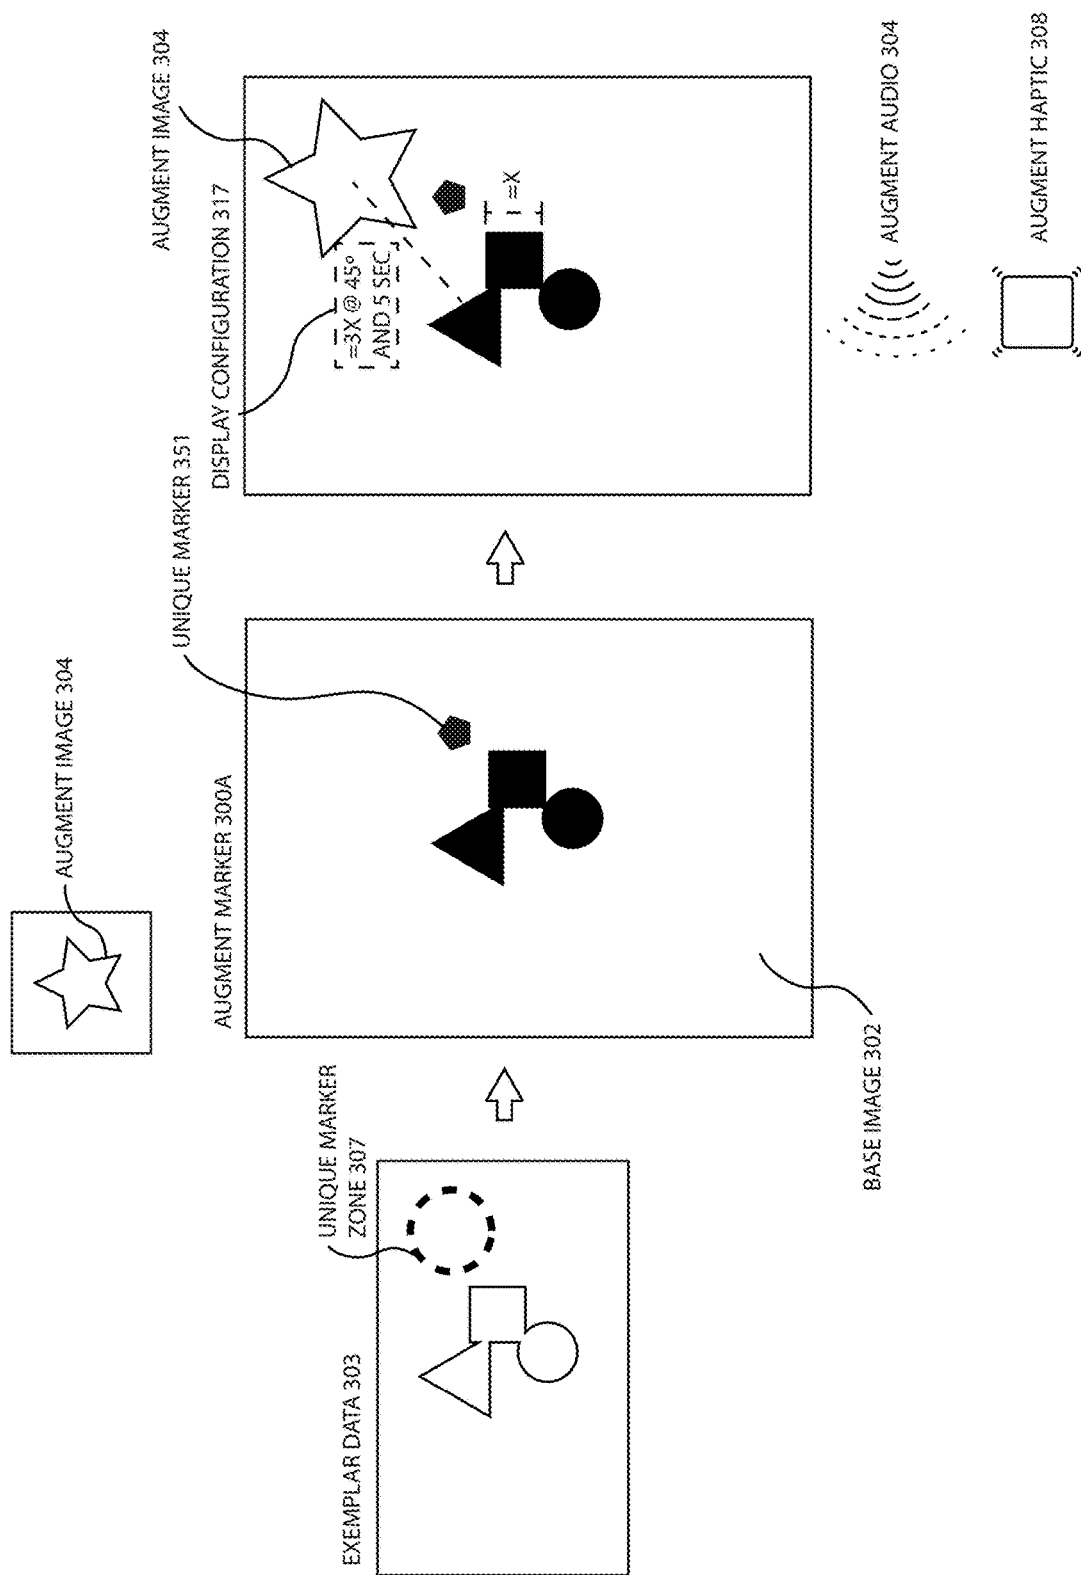 AUGMENT IMAGE 304
AUGMENT IMAGE 304
UNIQUE MARKER 351
AUGMENT MARKER 300A
DISPLAY CONFIGURATION 317
UNIQUE MARKER
ZONE 307
EXEMPLAR DATA 303
=3X @ 45º
AND 5 SEC
=X
BASE IMAGE 302
AUGMENT AUDIO 304
AUGMENT HAPTIC 308